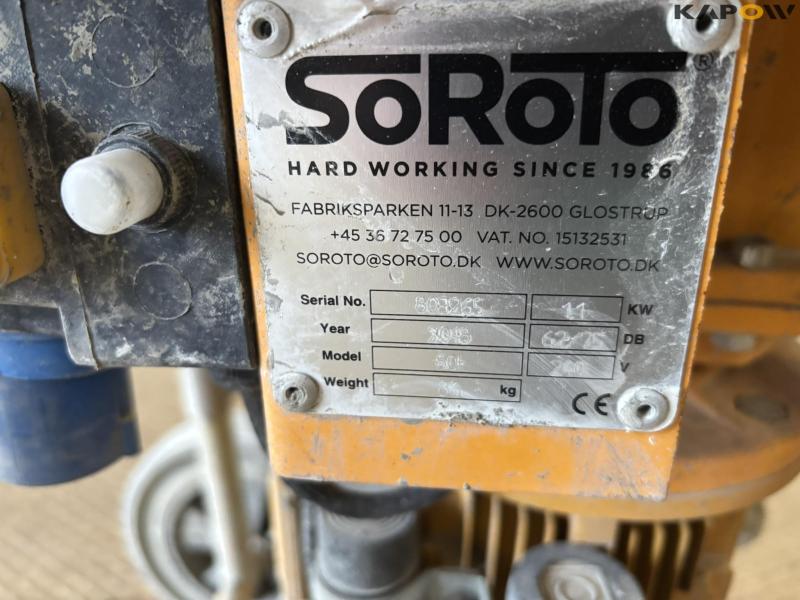 KAPOW
SOROTO®
HARD WORKING SINCE 1986
FABRIKSPARKEN 11-13 DK-2600 GLOSTRUP
+45 36 72 75 00 VAT. NO. 15132531
SOROTO@SOROTO.DK WWW.SOROTO.DK
Serial No. KW
Year DB
Model V
Weight kg
CE